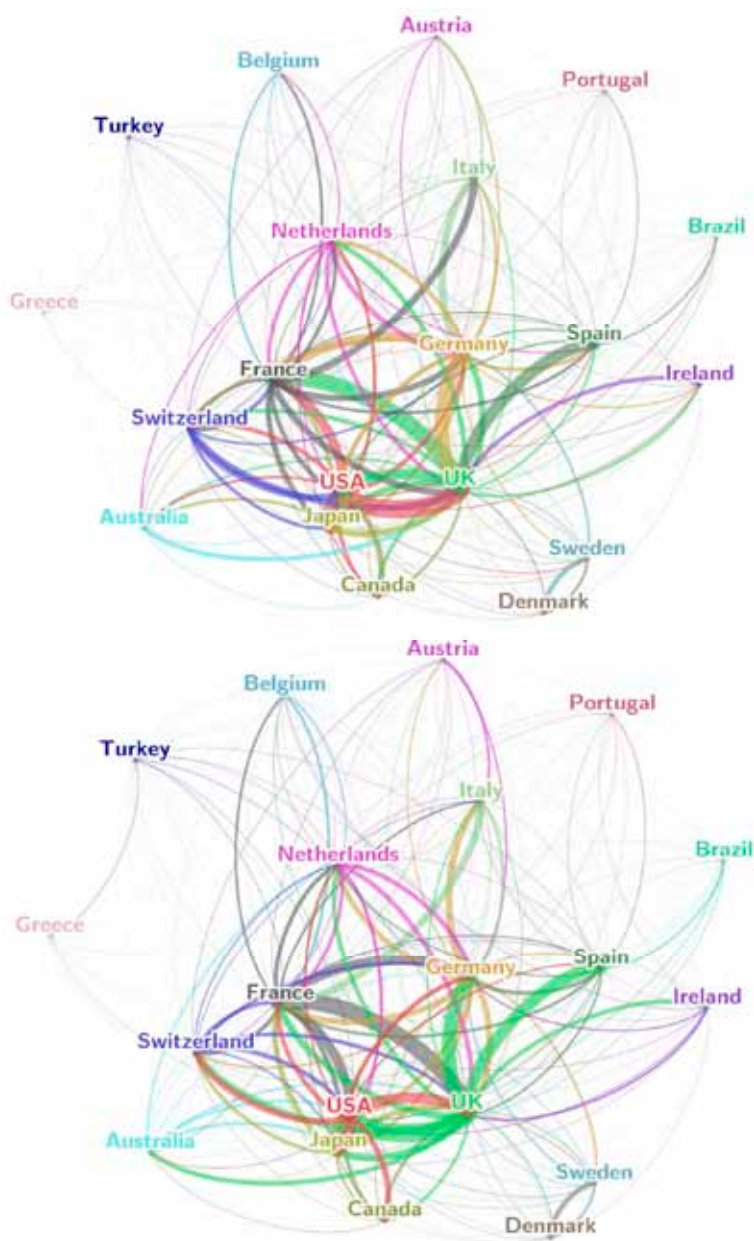 Austria
Belgium
Portugal
Turkey
Italy
Netherlands
Brazil
Greece
Spain
Germany
France
Ireland
Switzerland
USA
UK
Japan
Australia
Sweden
Canada
Denmark
Austria
Belgium
Portugal
Turkey
Italy
Netherlands
Brazil
Greece
Spain
Germany
France
Ireland
Switzerland
USA
UK
Japan
Australia
Sweden
Canada
Denmark